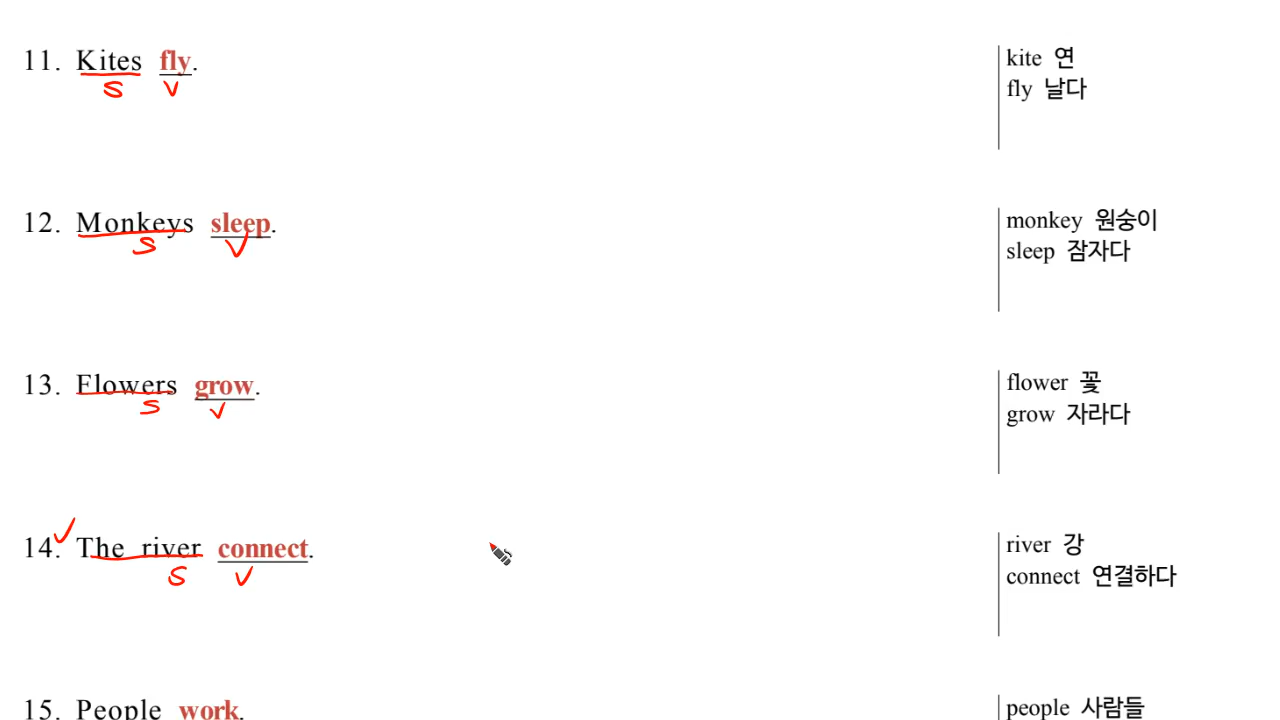 11. Kites fly.
S V
kite 연
fly 날다
12. Monkeys sleep.
S V
monkey 원숭이
sleep 잠자다
13. Flowers grow.
S V
flower 꽃
grow 자라다
14. The river connect.
S V
river 강
connect 연결하다
15. People work.
people 사람들